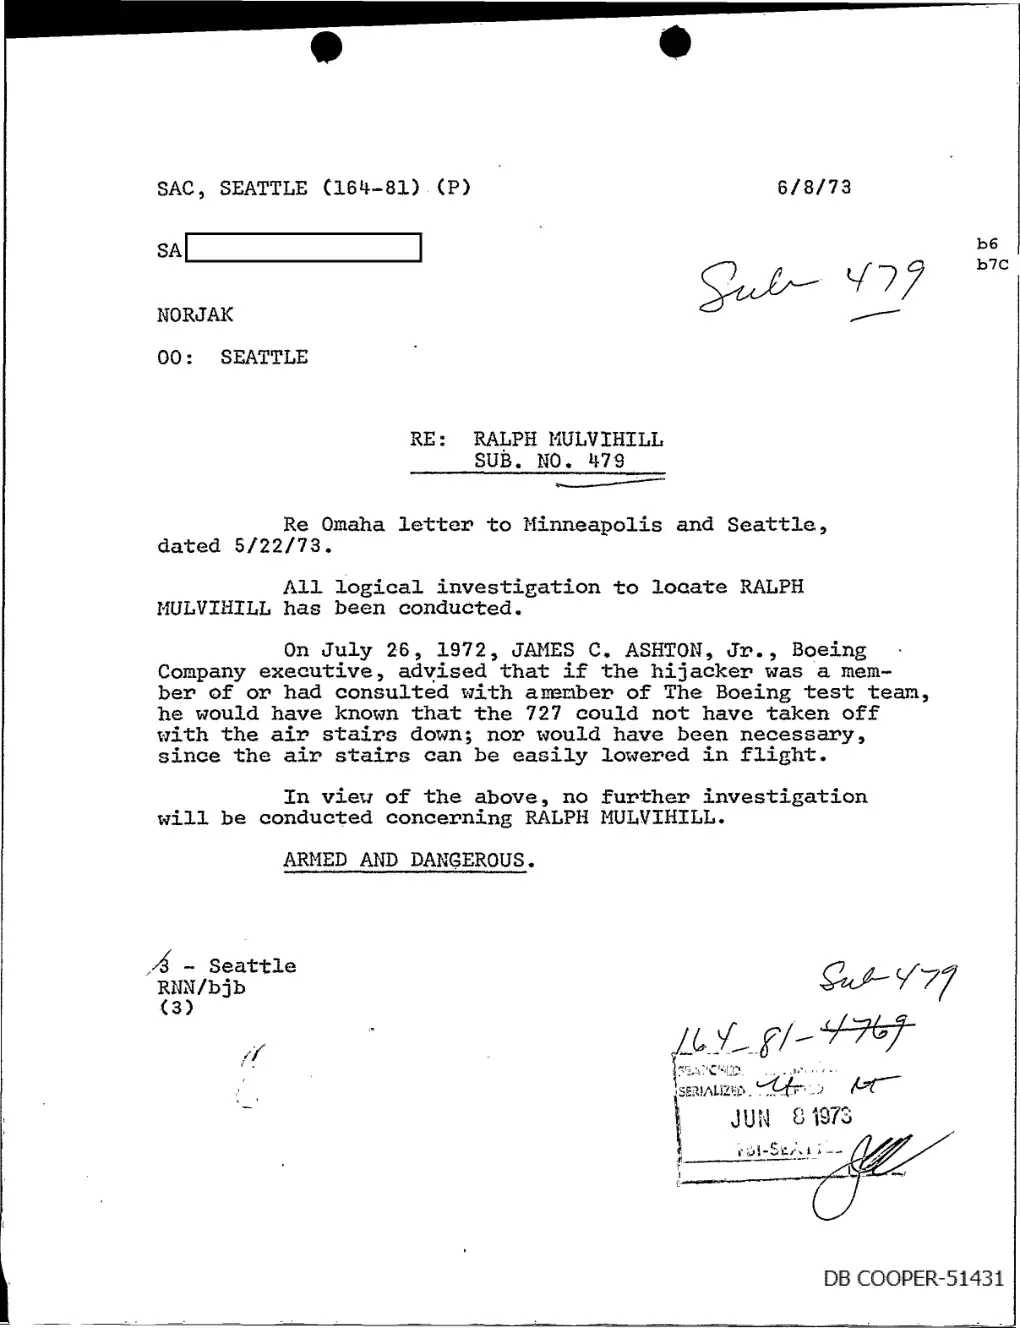 SAC, SEATTLE (164-81) (P) 6/8/73
SA b6
b7C
Sub 479
NORJAK
OO: SEATTLE
RE: RALPH MULVIHILL
SUB. NO. 479
Re Omaha letter to Minneapolis and Seattle,
dated 5/22/73.
All logical investigation to locate RALPH
MULVIHILL has been conducted.
On July 26, 1972, JAMES C. ASHTON, Jr., Boeing
Company executive, advised that if the hijacker was a mem-
ber of or had consulted with amember of The Boeing test team,
he would have known that the 727 could not have taken off
with the air stairs down; nor would have been necessary,
since the air stairs can be easily lowered in flight.
In view of the above, no further investigation
will be conducted concerning RALPH MULVIHILL.
ARMED AND DANGEROUS.
3 - Seattle
RNN/bjb
(3)
Sub 479
164-81-4769
SEARCHED
SERIALIZED
JUN 8 1973
FBI-SEATTLE
DB COOPER-51431